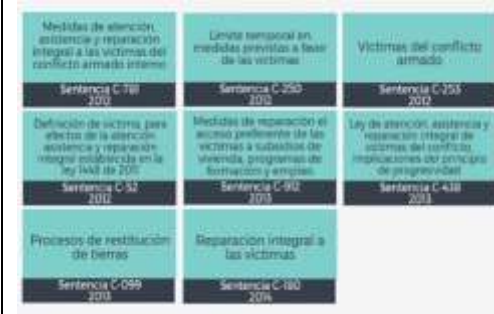 Medidas de atención,
asistencia y reparación
integral a las víctimas del
conflicto armado interno
Sentencia C-781
2012
Límite temporal en
medidas previstas a favor
de las víctimas
Sentencia C-250
2012
Víctimas del conflicto
armado
Sentencia C-253
2012
Definición de víctima, para
efectos de la atención
asistencia y reparación
integral establecida en la
ley 1448 de 2011
Sentencia C-52
2012
Medidas de reparación el
acceso preferente de las
víctimas a subsidios de
vivienda, programas de
formación y empleo
Sentencia C-912
2013
Ley de atención, asistencia y
reparación integral de
víctimas del conflicto,
implicaciones del principio
de progresividad
Sentencia C-438
2013
Procesos de restitución
de tierras
Sentencia C-099
2013
Reparación integral a
las víctimas
Sentencia C-180
2014